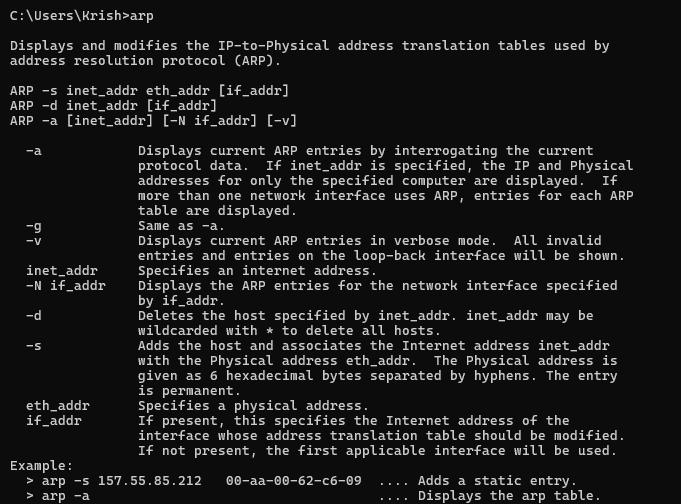 C:\Users\Krish>arp
Displays and modifies the IP-to-Physical address translation tables used by
address resolution protocol (ARP).
ARP -s inet_addr eth_addr [if_addr]
ARP -d inet_addr [if_addr]
ARP -a [inet_addr] [-N if_addr] [-v]
-a            Displays current ARP entries by interrogating the current
protocol data.  If inet_addr is specified, the IP and Physical
addresses for only the specified computer are displayed.  If
more than one network interface uses ARP, entries for each ARP
table are displayed.
-g            Same as -a.
-v            Displays current ARP entries in verbose mode.  All invalid
entries and entries on the loop-back interface will be shown.
inet_addr     Specifies an internet address.
-N if_addr    Displays the ARP entries for the network interface specified
by if_addr.
-d            Deletes the host specified by inet_addr. inet_addr may be
wildcarded with * to delete all hosts.
-s            Adds the host and associates the Internet address inet_addr
with the Physical address eth_addr.  The Physical address is
given as 6 hexadecimal bytes separated by hyphens. The entry
is permanent.
eth_addr      Specifies a physical address.
if_addr       If present, this specifies the Internet address of the
interface whose address translation table should be modified.
If not present, the first applicable interface will be used.
Example:
> arp -s 157.55.85.212   00-aa-00-62-c6-09  .... Adds a static entry.
> arp -a                                    .... Displays the arp table.